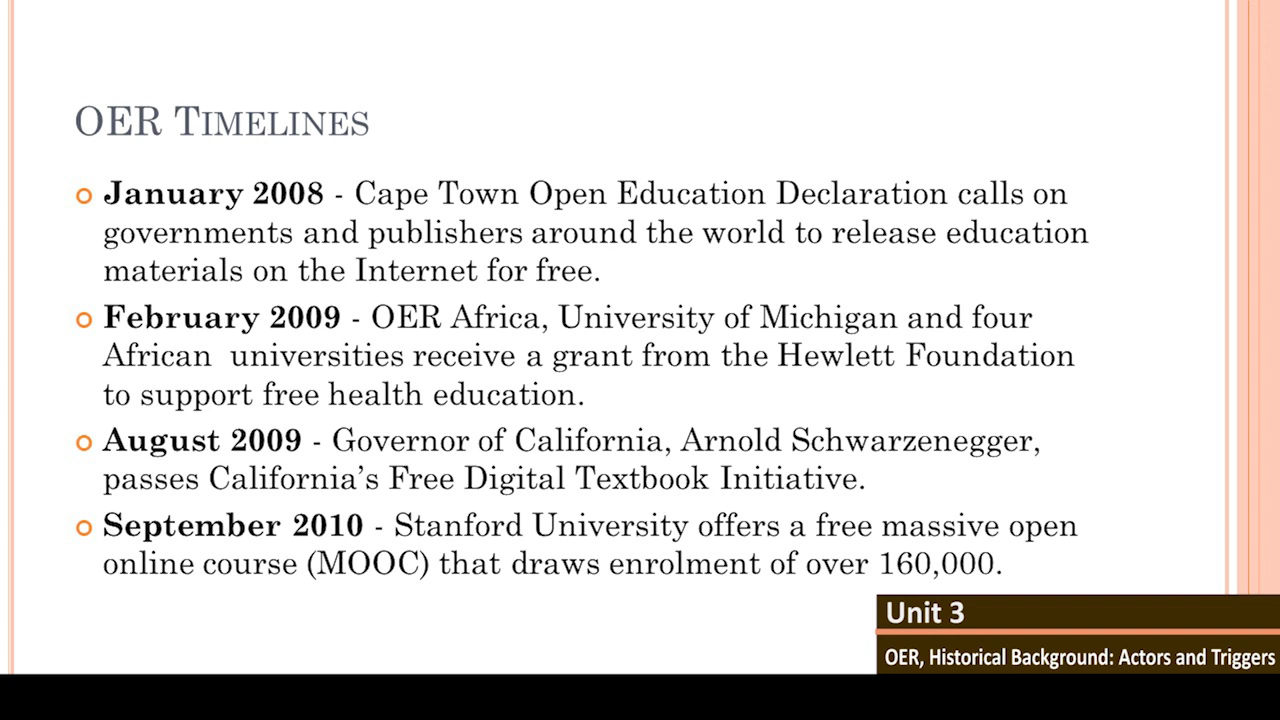 OER TIMELINES
January 2008 - Cape Town Open Education Declaration calls on
governments and publishers around the world to release education
materials on the Internet for free.
February 2009 - OER Africa, University of Michigan and four
African universities receive a grant from the Hewlett Foundation
to support free health education.
August 2009 - Governor of California, Arnold Schwarzenegger,
passes California's Free Digital Textbook Initiative.
September 2010 - Stanford University offers a free massive open
online course (MOOC) that draws enrolment of over 160,000.
Unit 3
OER, Historical Background: Actors and Triggers